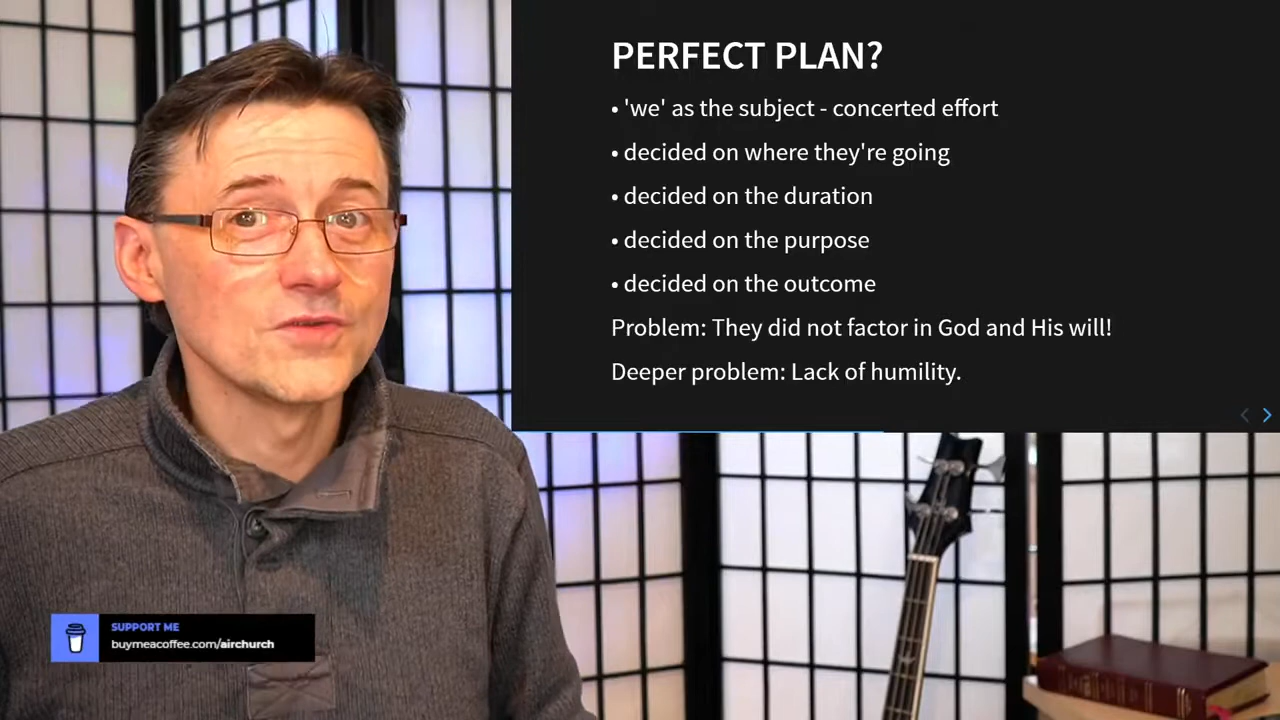 PERFECT PLAN?
• 'we' as the subject - concerted effort
• decided on where they're going
• decided on the duration
• decided on the purpose
• decided on the outcome
Problem: They did not factor in God and His will!
Deeper problem: Lack of humility.
SUPPORT ME
buymeacoffee.com/airchurch